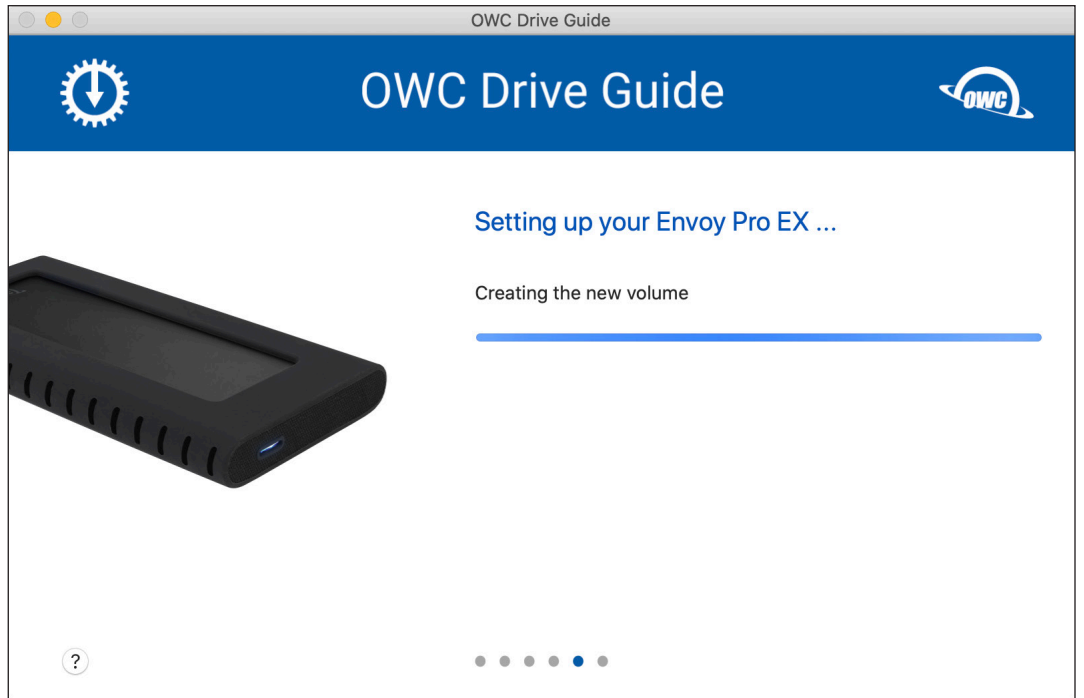 OWC Drive Guide
OWC Drive Guide
OWC
Setting up your Envoy Pro EX ...
Creating the new volume
?